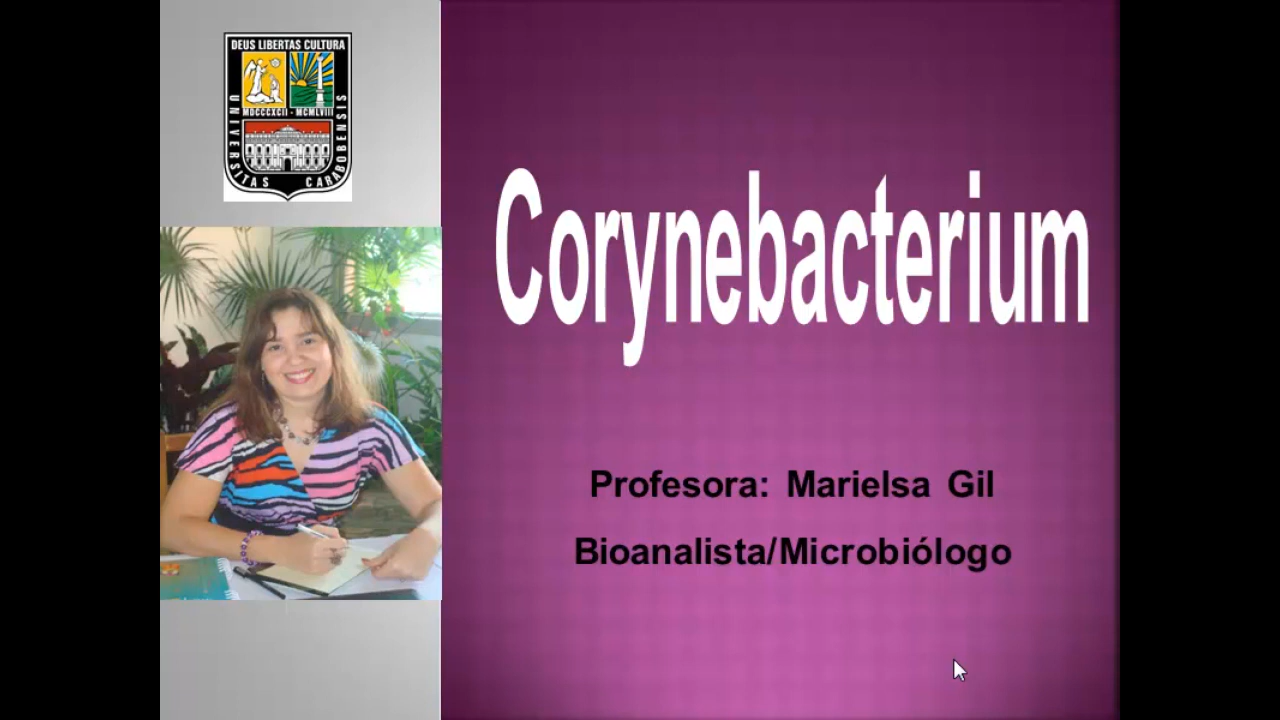 DEUS LIBERTAS CULTURA
MDCCCXCII - MCMLVIII
UNIVERSITAS CARABOBENSIS
Corynebacterium
Profesora: Marielsa Gil
Bioanalista/Microbiólogo